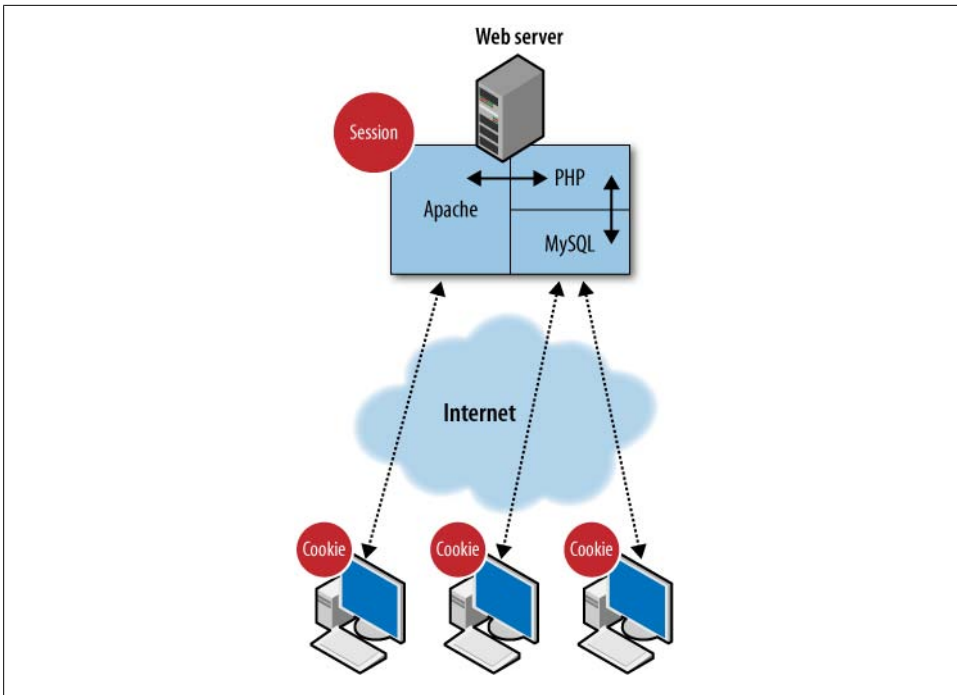 Web server
Session
PHP
Apache
MySQL
Internet
Cookie
Cookie
Cookie